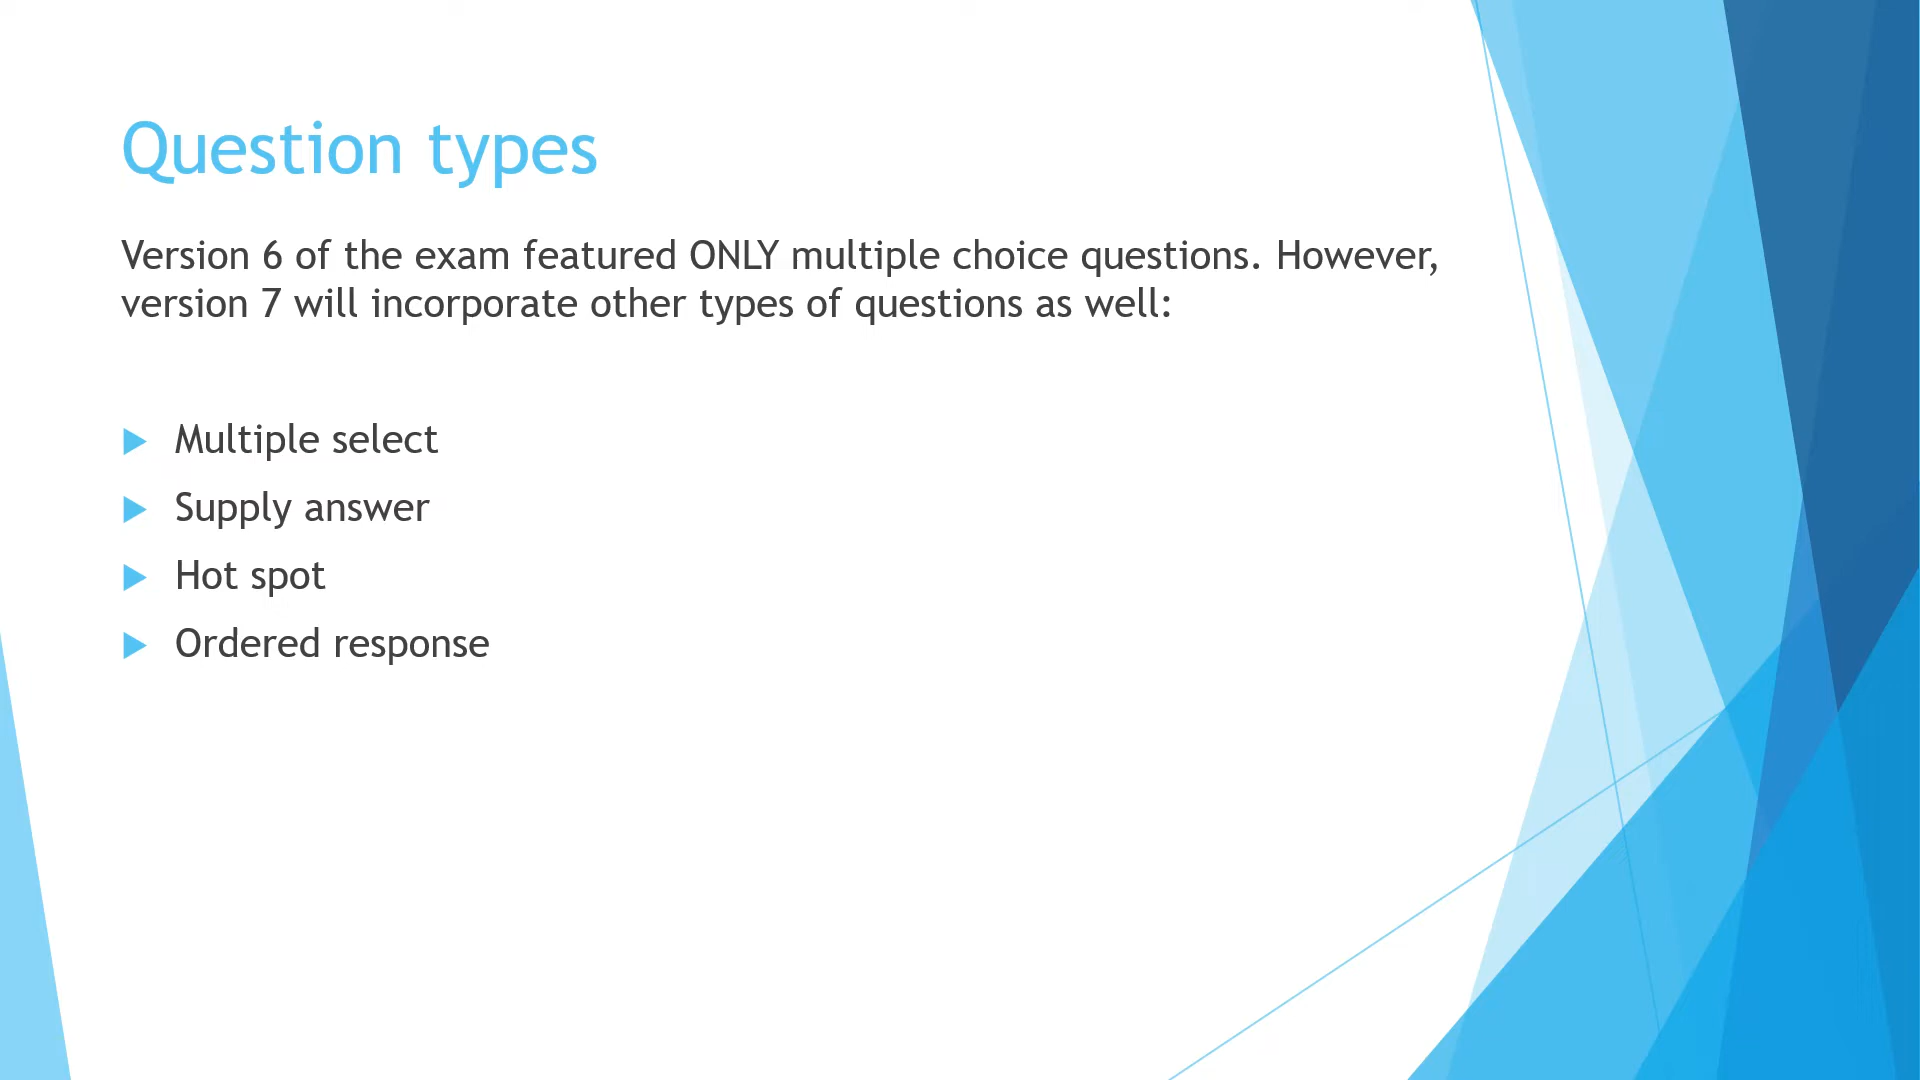 Question types
Version 6 of the exam featured ONLY multiple choice questions. However,
version 7 will incorporate other types of questions as well:
Multiple select
Supply answer
Hot spot
Ordered response